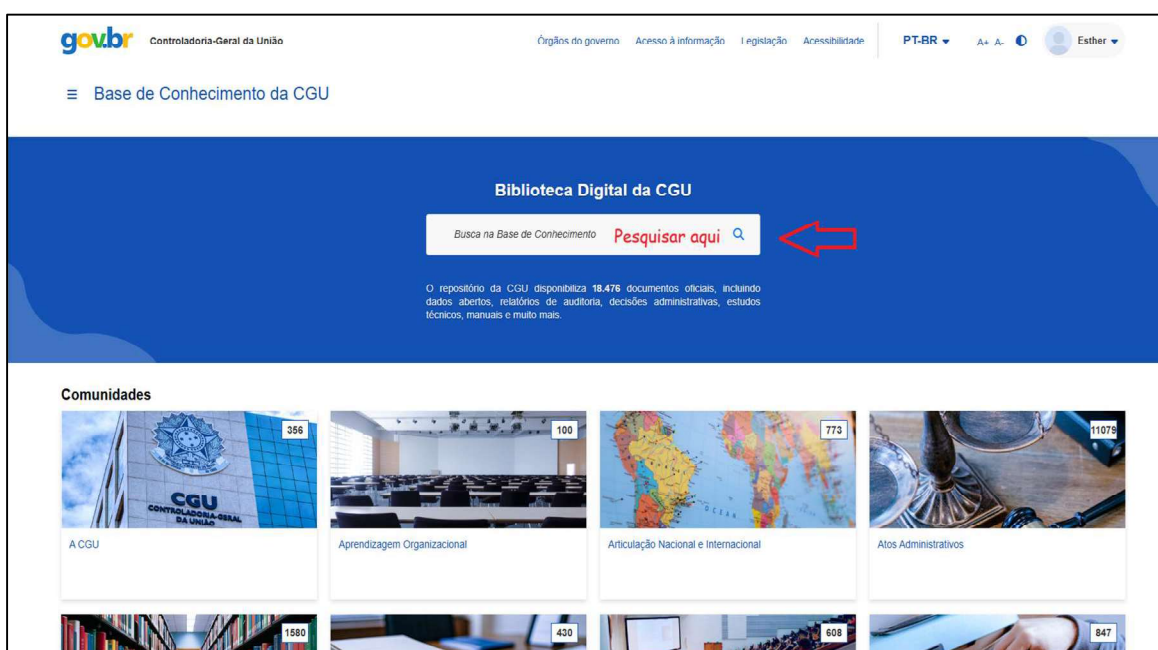 gov.br
Controladoria-Geral da União
Órgãos do governo Acesso à informação Legislação Acessibilidade PT-BR A+ A- Esther
Base de Conhecimento da CGU
Biblioteca Digital da CGU
Busca na Base de Conhecimento Pesquisar aqui
O repositório da CGU disponibiliza 18.476 documentos oficiais, incluindo
dados abertos, relatórios de auditoria, decisões administrativas, estudos
técnicos, manuais e muito mais.
Comunidades
356
100
773
11079
CGU
CONTROLADORIA-GERAL
DA UNIÃO
OCEAN
A CGU
Aprendizagem Organizacional
Articulação Nacional e Internacional
Atos Administrativos
1580
430
608
847